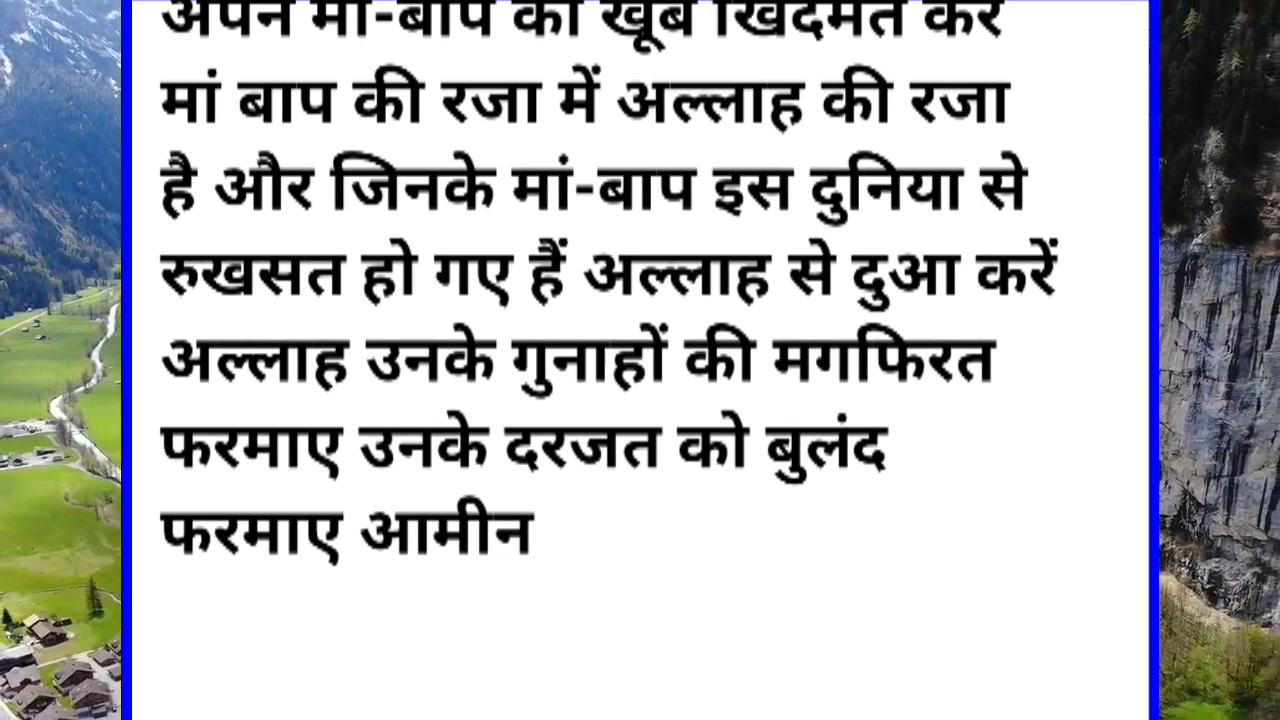 अपने मां-बाप की खूब खिदमत करें
मां बाप की रजा में अल्लाह की रजा
है और जिनके मां-बाप इस दुनिया से
रुखसत हो गए हैं अल्लाह से दुआ करें
अल्लाह उनके गुनाहों की मगफिरत
फरमाए उनके दरजत को बुलंद
फरमाए आमीन